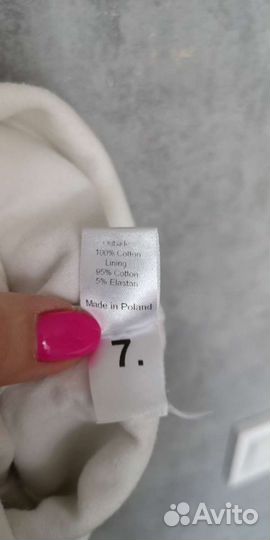 Outside
100% Cotton
Lining
95% Cotton
5% Elastan
Made in Poland
7.
Avito